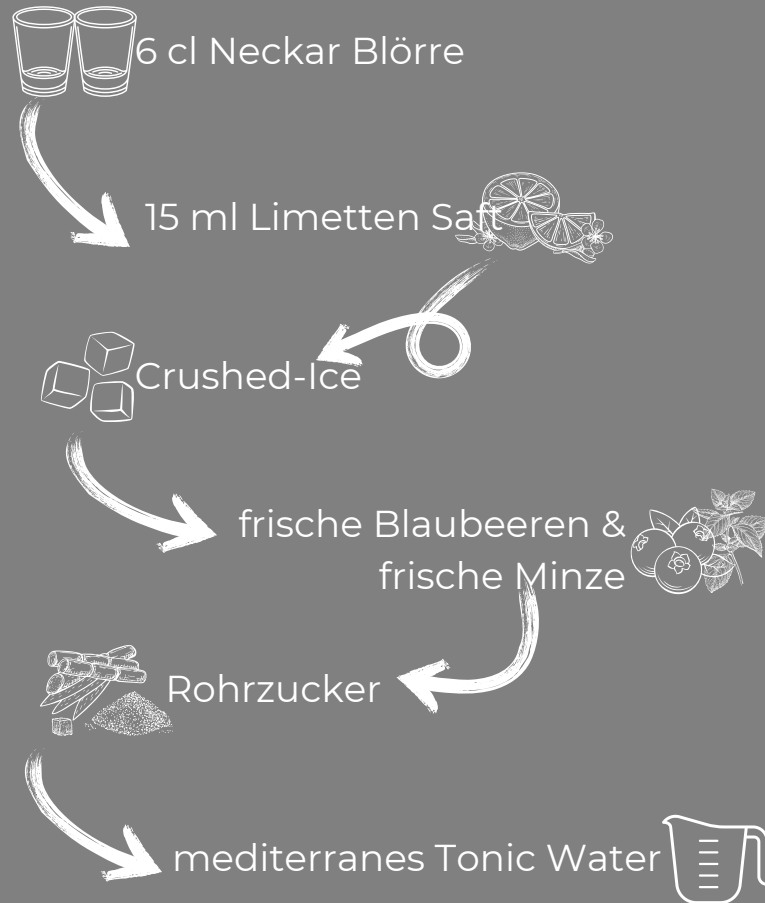 6 cl Neckar Blörre
15 ml Limetten Saft
Crushed-Ice
frische Blaubeeren &
frische Minze
Rohrzucker
mediterranes Tonic Water